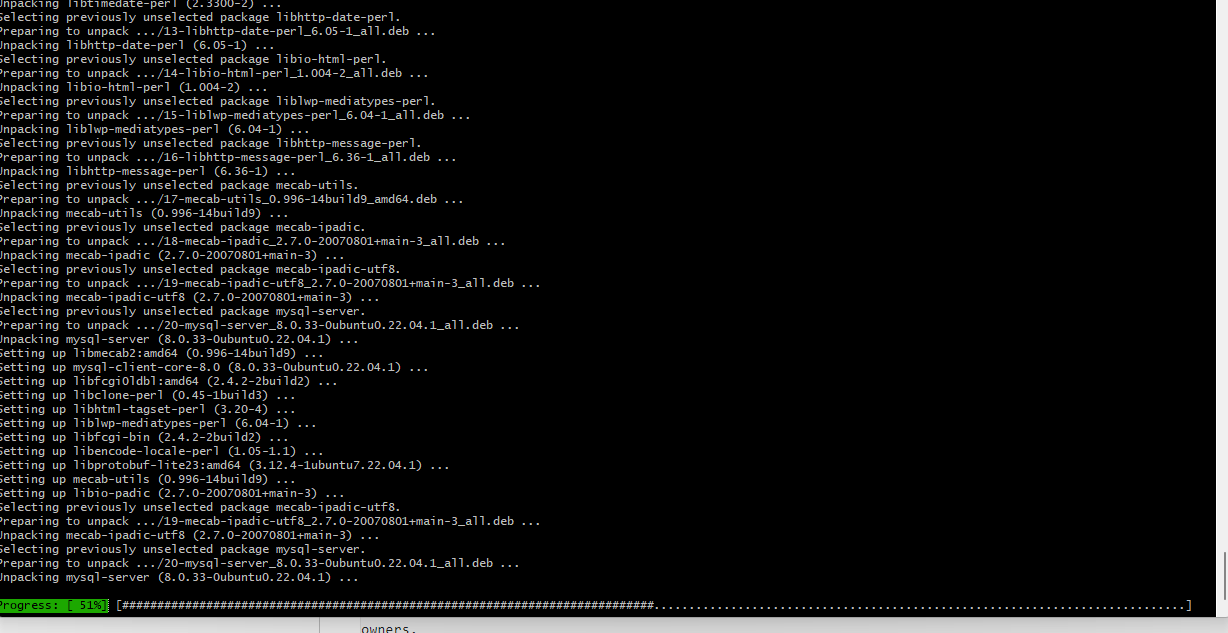 Unpacking libtimedate-perl (2.3300-2) ...
Selecting previously unselected package libhttp-date-perl.
Preparing to unpack .../13-libhttp-date-perl_6.05-1_all.deb ...
Unpacking libhttp-date-perl (6.05-1) ...
Selecting previously unselected package libio-html-perl.
Preparing to unpack .../14-libio-html-perl_1.004-2_all.deb ...
Unpacking libio-html-perl (1.004-2) ...
Selecting previously unselected package liblwp-mediatypes-perl.
Preparing to unpack .../15-liblwp-mediatypes-perl_6.04-1_all.deb ...
Unpacking liblwp-mediatypes-perl (6.04-1) ...
Selecting previously unselected package libhttp-message-perl.
Preparing to unpack .../16-libhttp-message-perl_6.36-1_all.deb ...
Unpacking libhttp-message-perl (6.36-1) ...
Selecting previously unselected package mecab-utils.
Preparing to unpack .../17-mecab-utils_0.996-14build9_amd64.deb ...
Unpacking mecab-utils (0.996-14build9) ...
Selecting previously unselected package mecab-ipadic.
Preparing to unpack .../18-mecab-ipadic_2.7.0-20070801+main-3_all.deb ...
Unpacking mecab-ipadic (2.7.0-20070801+main-3) ...
Selecting previously unselected package mecab-ipadic-utf8.
Preparing to unpack .../19-mecab-ipadic-utf8_2.7.0-20070801+main-3_all.deb ...
Unpacking mecab-ipadic-utf8 (2.7.0-20070801+main-3) ...
Selecting previously unselected package mysql-server.
Preparing to unpack .../20-mysql-server_8.0.33-0ubuntu0.22.04.1_all.deb ...
Unpacking mysql-server (8.0.33-0ubuntu0.22.04.1) ...
Setting up libmecab2:amd64 (0.996-14build9) ...
Setting up mysql-client-core-8.0 (8.0.33-0ubuntu0.22.04.1) ...
Setting up libfcgi0ldbl:amd64 (2.4.2-2build2) ...
Setting up libclone-perl (0.45-1build3) ...
Setting up libhtml-tagset-perl (3.20-4) ...
Setting up liblwp-mediatypes-perl (6.04-1) ...
Setting up libfcgi-bin (2.4.2-2build2) ...
Setting up libencode-locale-perl (1.05-1.1) ...
Setting up libprotobuf-lite23:amd64 (3.12.4-1ubuntu7.22.04.1) ...
Setting up mecab-utils (0.996-14build9) ...
Setting up libio-padic (2.7.0-20070801+main-3) ...
Selecting previously unselected package mecab-ipadic-utf8.
Preparing to unpack .../19-mecab-ipadic-utf8_2.7.0-20070801+main-3_all.deb ...
Unpacking mecab-ipadic-utf8 (2.7.0-20070801+main-3) ...
Selecting previously unselected package mysql-server.
Preparing to unpack .../20-mysql-server_8.0.33-0ubuntu0.22.04.1_all.deb ...
Unpacking mysql-server (8.0.33-0ubuntu0.22.04.1) ...
Progress: [ 51%] [############################################################################............................................................................]
owners.